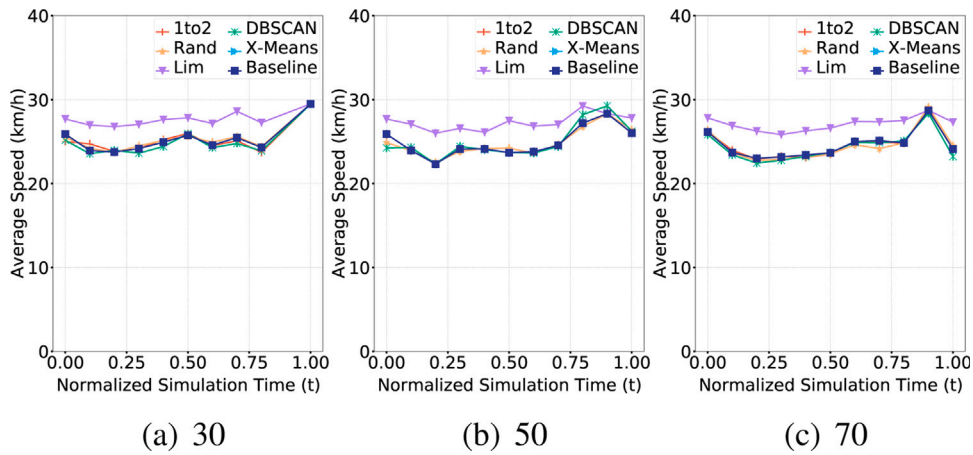 40
30
20
10
0
Average Speed (km/h)
1to2 DBSCAN
Rand X-Means
Lim Baseline
0.00 0.25 0.50 0.75 1.00
Normalized Simulation Time (t)
(a) 30
40
30
20
10
0
Average Speed (km/h)
1to2 DBSCAN
Rand X-Means
Lim Baseline
0.00 0.25 0.50 0.75 1.00
Normalized Simulation Time (t)
(b) 50
40
30
20
10
0
Average Speed (km/h)
1to2 DBSCAN
Rand X-Means
Lim Baseline
0.00 0.25 0.50 0.75 1.00
Normalized Simulation Time (t)
(c) 70